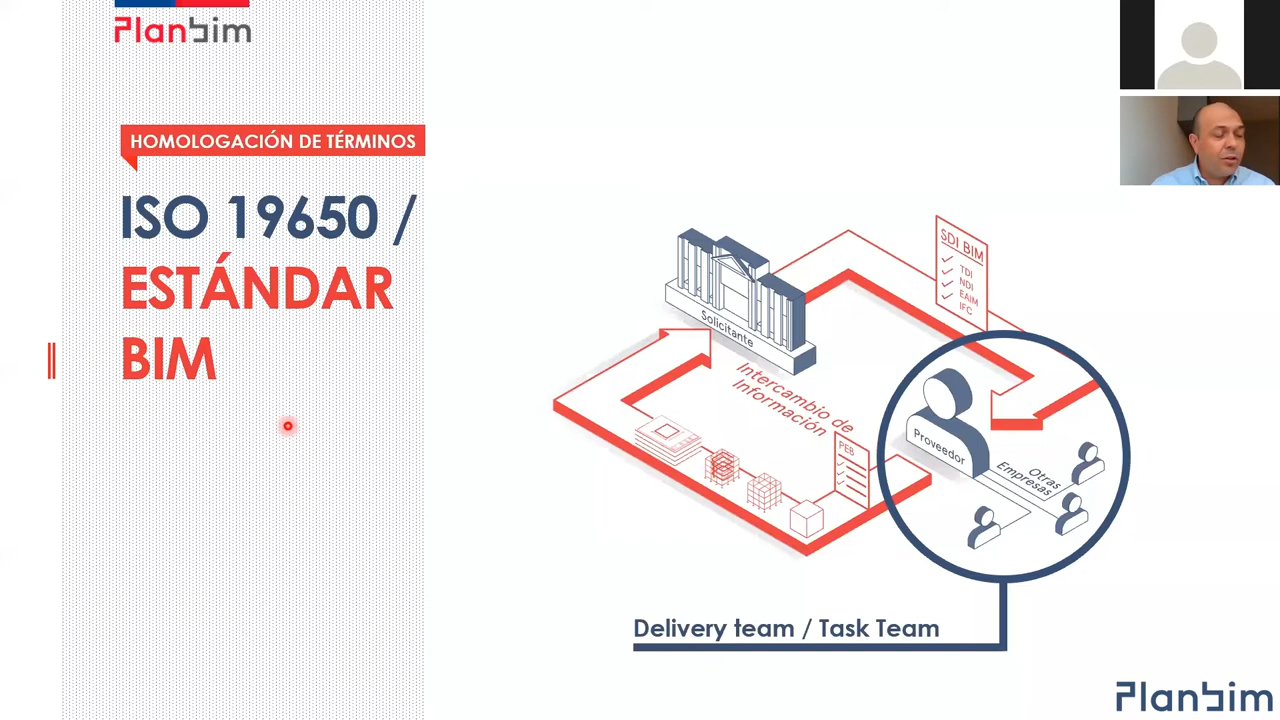 Planbim
HOMOLOGACIÓN DE TÉRMINOS
ISO 19650 /
ESTÁNDAR
BIM
SDI BIM
TDI
NDI
EAIM
IFC
Solicitante
Intercambio de
Información
PEB
Proveedor
Otras
Empresas
Delivery team / Task Team
Planbim